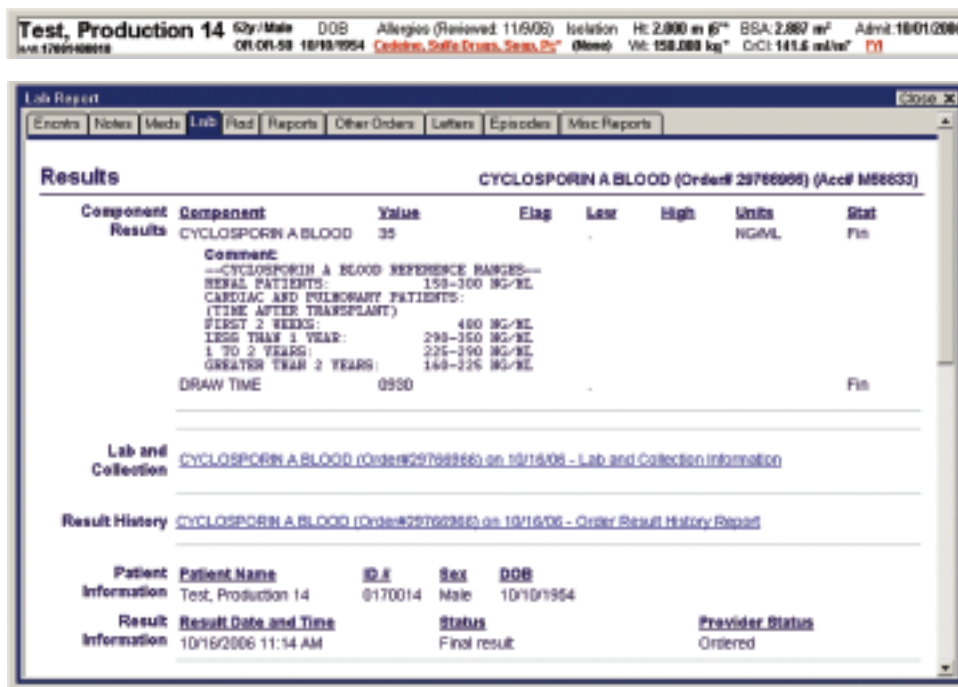 Test, Production 14 52yr / Male DOB Allergies (Reviewed: 11/9/06) Isolation Ht: 2.000 m BSA: 2.887 m² Admit: 10/01/2006
OR-OR-50 10/10/1954 Codeine, Sulfa Drugs, (None) Wt: 150.000 kg* CrCl: 141.6 FYI
Lab Report Close X
Encntrs Notes Meds Lab Rad Reports Other Orders Letters Episodes Misc Reports
Results CYCLOSPORIN A BLOOD (Order# 29766966) (Acc# M58833)
Component Results
Component Value Flag Low High Units Stat
CYCLOSPORIN A BLOOD 35 . NG/ML Fin
Comment:
--CYCLOSPORIN A BLOOD REFERENCE RANGES--
RENAL PATIENTS: 150-300 NG/ML
CARDIAC AND PULMONARY PATIENTS:
(TIME AFTER TRANSPLANT)
FIRST 2 WEEKS: 400 NG/ML
LESS THAN 1 YEAR: 290-350 NG/ML
1 TO 2 YEARS: 225-290 NG/ML
GREATER THAN 2 YEARS: 160-225 NG/ML
DRAW TIME 0930 . Fin
Lab and Collection
CYCLOSPORIN A BLOOD (Order#29766966) on 10/16/06 - Lab and Collection Information
Result History CYCLOSPORIN A BLOOD (Order#29766966) on 10/16/06 - Order Result History Report
Patient Information
Patient Name ID # Sex DOB
Test, Production 14 0170014 Male 10/10/1954
Result Information
Result Date and Time Status Provider Status
10/16/2006 11:14 AM Final result Ordered